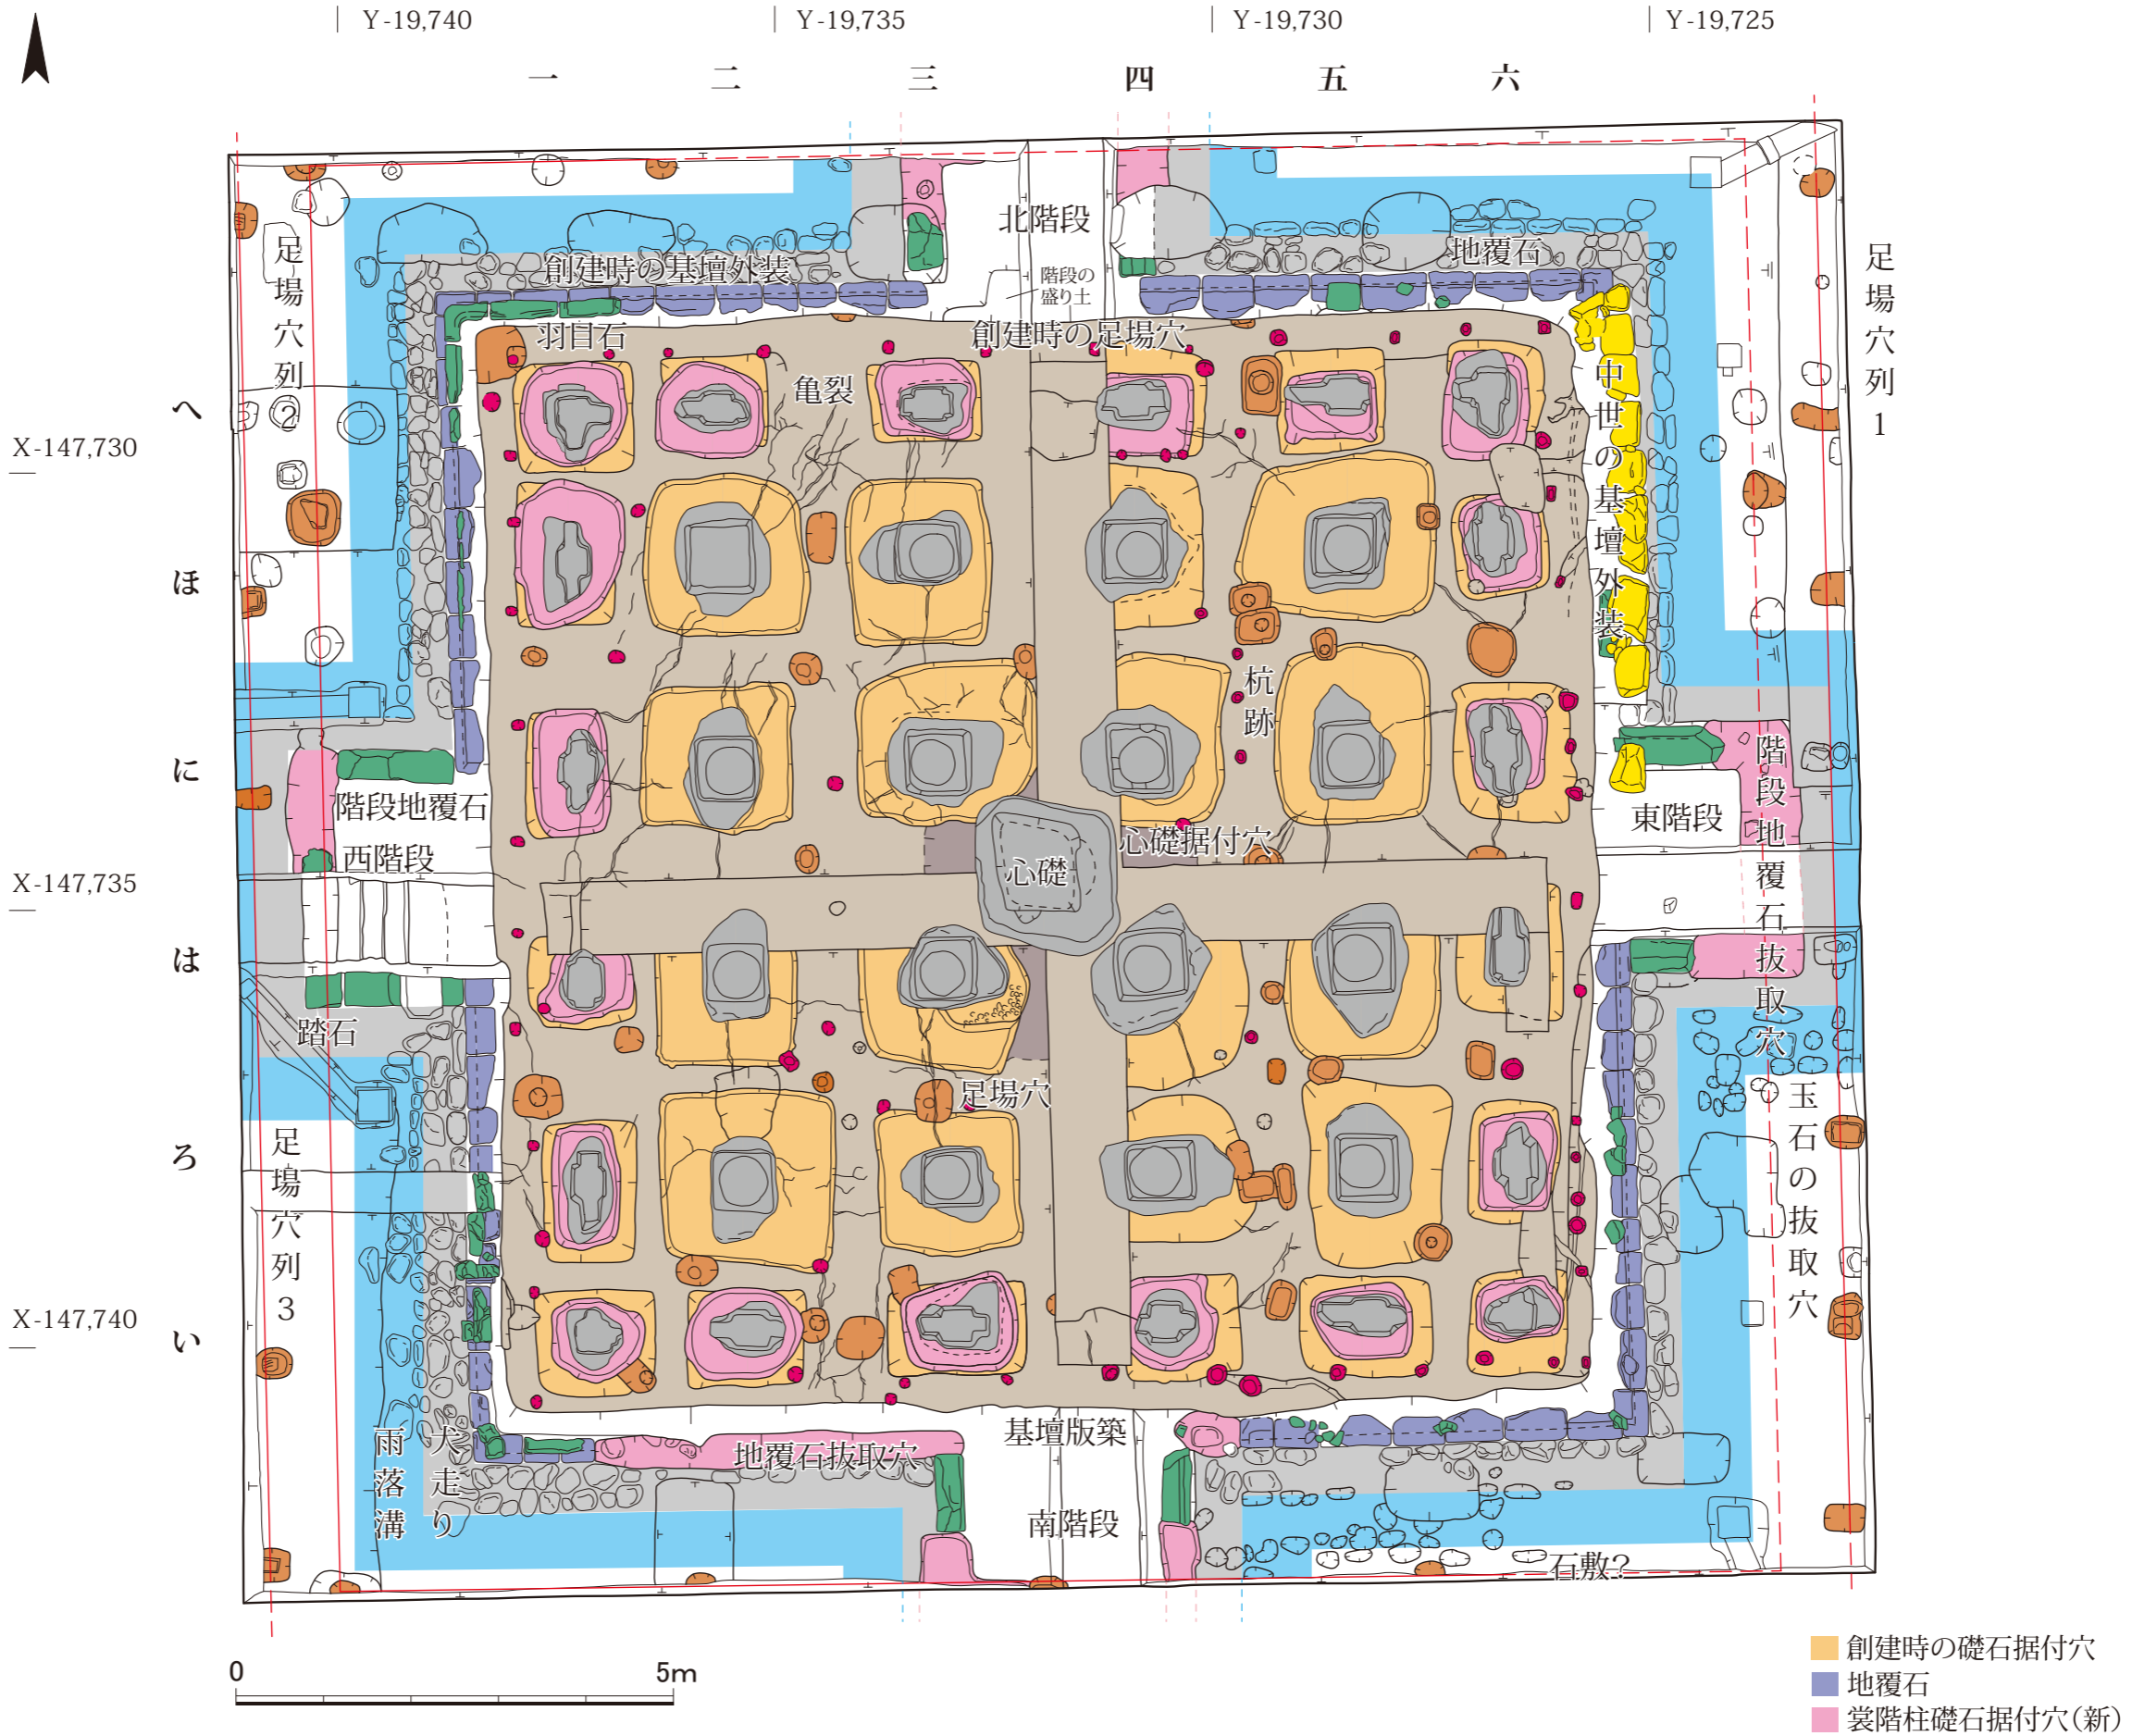 Y-19,740
Y-19,735
Y-19,730
Y-19,725
一
二
三
四
五
六
北階段
地覆石
足場穴列1
足場穴列2
創建時の基壇外装
階段の
盛り土
羽目石
創建時の足場穴
亀裂
中世の基壇外装
へ
X-147,730
ほ
杭跡
に
階段地覆石
西階段
心礎
心礎据付穴
東階段
階段地覆石抜取穴
X-147,735
は
踏石
足場穴
玉石の抜取穴
足場穴列3
ろ
X-147,740
い
雨落溝
犬走り
地覆石抜取穴
基壇版築
南階段
石敷?
0
5m
創建時の礎石据付穴
地覆石
裳階柱礎石据付穴(新)